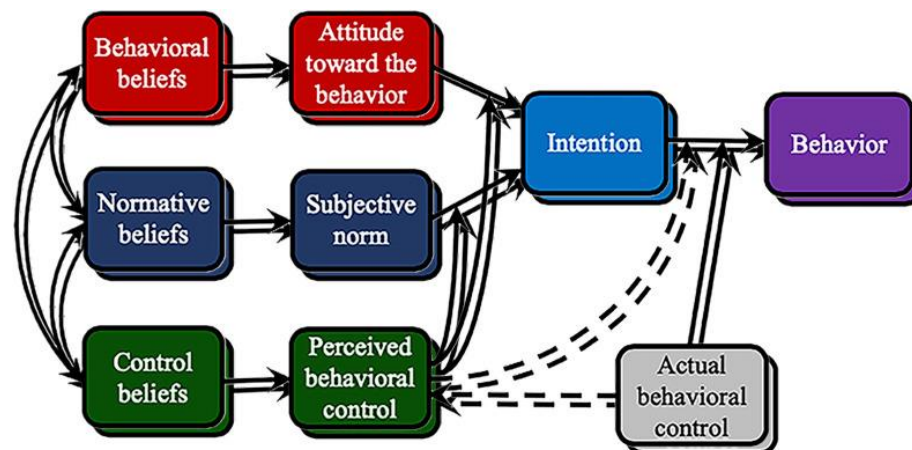 Behavioral
beliefs
Attitude
toward the
behavior
Intention
Behavior
Normative
beliefs
Subjective
norm
Control
beliefs
Perceived
behavioral
control
Actual
behavioral
control